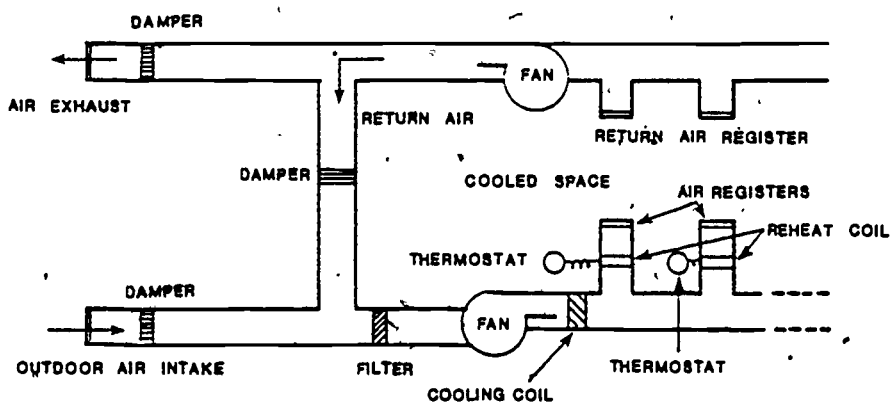 DAMPER
FAN
AIR EXHAUST
RETURN AIR
RETURN AIR REGISTER
DAMPER
COOLED SPACE
AIR REGISTERS
REHEAT COIL
THERMOSTAT
DAMPER
FAN
OUTDOOR AIR INTAKE
FILTER
THERMOSTAT
COOLING COIL